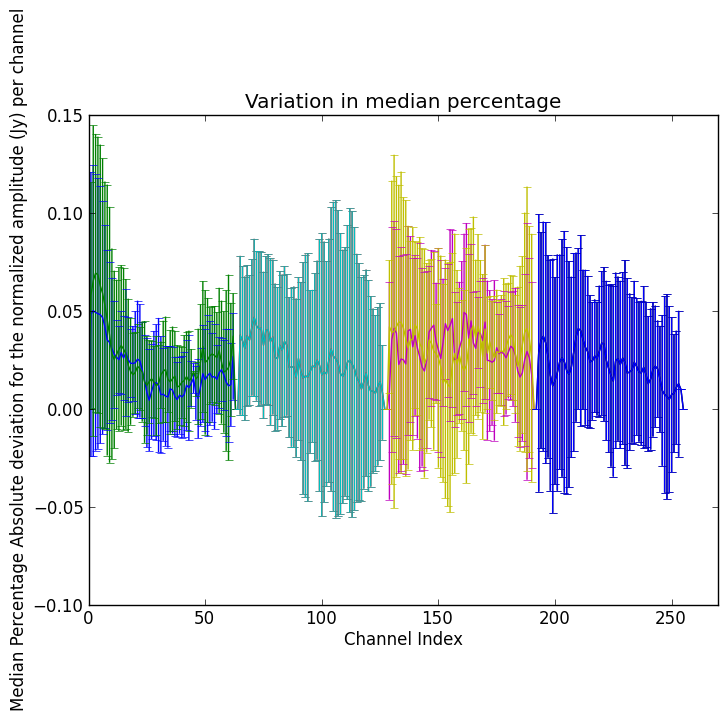 Variation in median percentage
Median Percentage Absolute deviation for the normalized amplitude (Jy) per channel
0.15
0.10
0.05
0.00
−0.05
−0.10
0 50 100 150 200 250
Channel Index